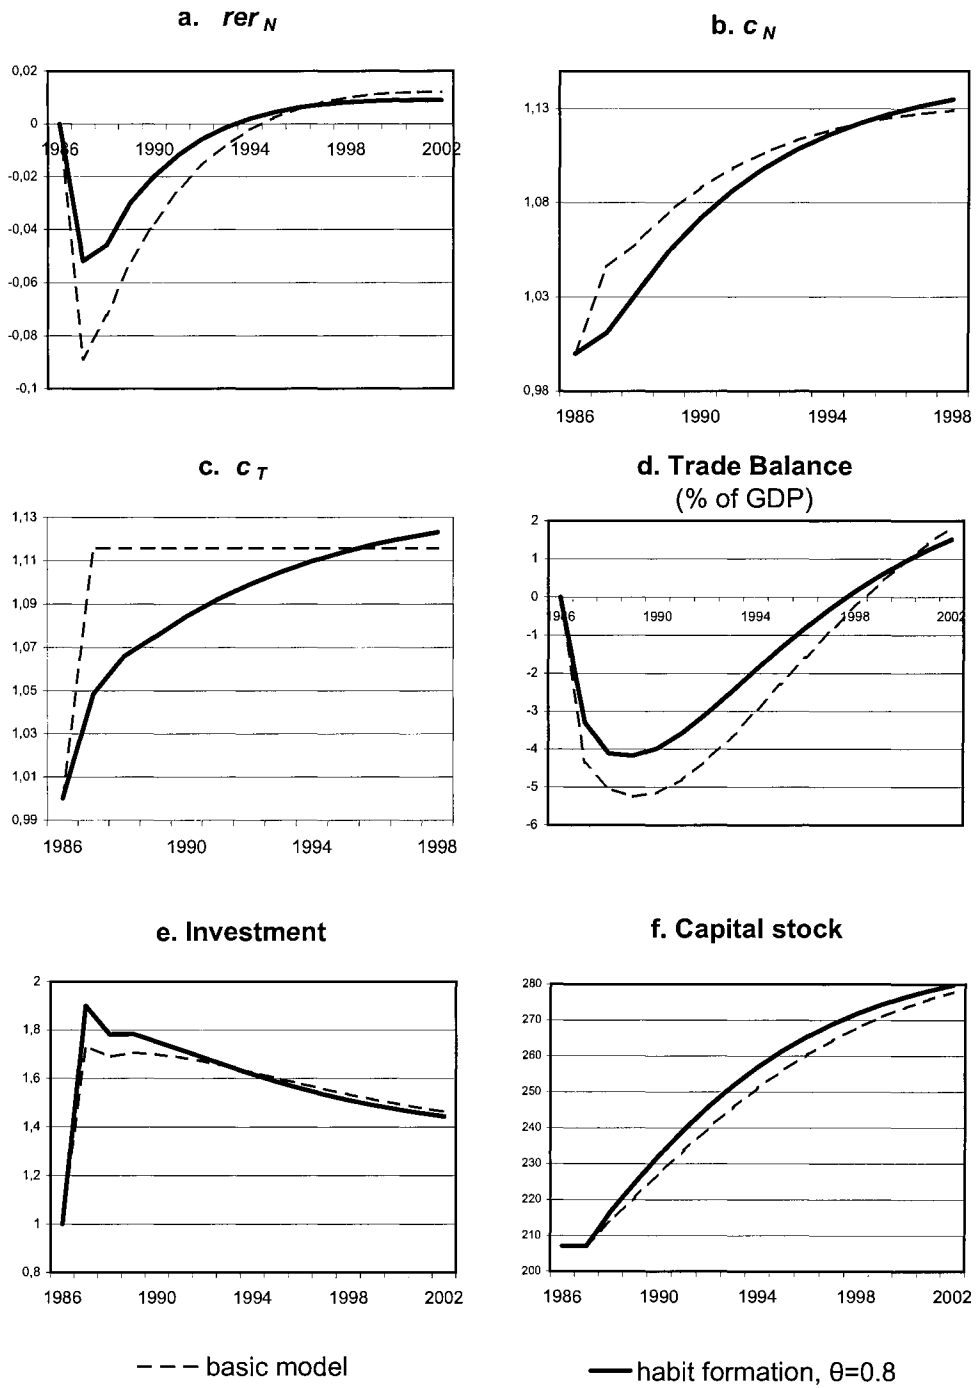 a. rer N
0,02
0
-0,02
-0,04
-0,06
-0,08
-0,1
1986 1990 1994 1998 2002
b. c N
1,13
1,08
1,03
0,98
1986 1990 1994 1998
c. c T
1,13
1,11
1,09
1,07
1,05
1,03
1,01
0,99
1986 1990 1994 1998
d. Trade Balance
(% of GDP)
2
1
0
-1
-2
-3
-4
-5
-6
1986 1990 1994 1998 2002
e. Investment
2
1,8
1,6
1,4
1,2
1
0,8
1986 1990 1994 1998 2002
f. Capital stock
280
270
260
250
240
230
220
210
200
1986 1990 1994 1998 2002
basic model
habit formation, θ=0.8